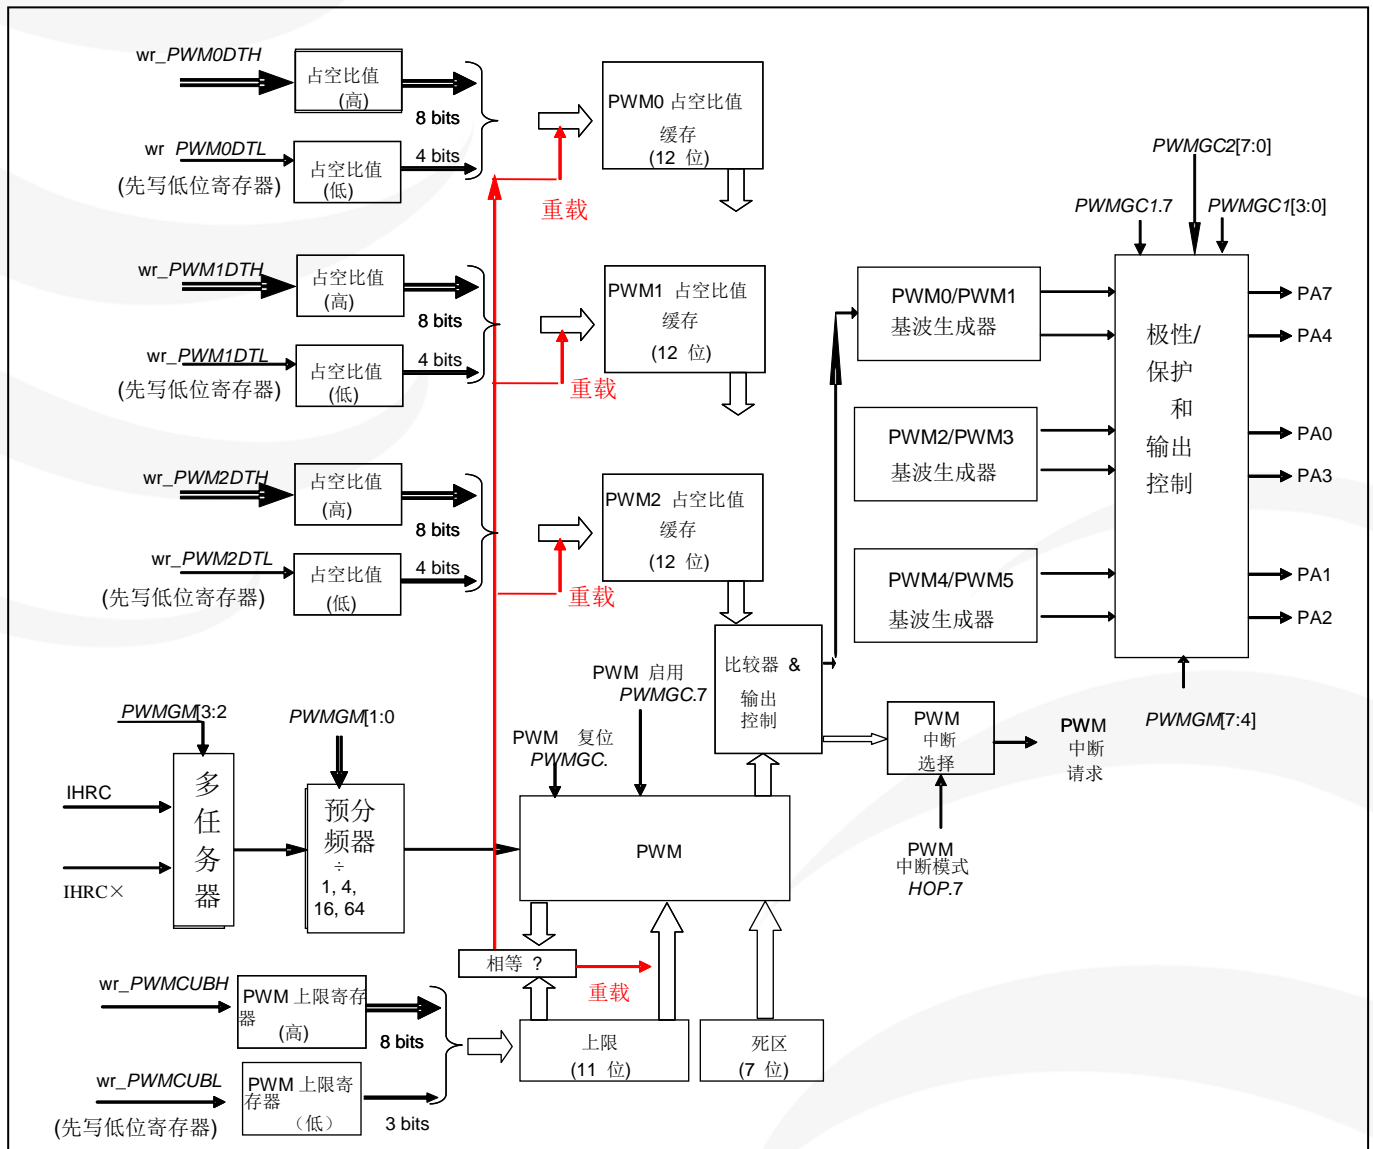 wr_PWM0DTH
占空比值
(高)
8 bits
PWM0 占空比值
缓存
(12 位)
wr PWM0DTL
(先写低位寄存器)
占空比值
(低)
4 bits
重载
PWMGC2[7:0]
PWMGC1.7
PWMGC1[3:0]
wr_PWM1DTH
占空比值
(高)
8 bits
PWM1 占空比值
缓存
(12 位)
wr_PWM1DTL
(先写低位寄存器)
占空比值
(低)
4 bits
重载
PWM0/PWM1
基波生成器
极性/
保护
和
输出
控制
PA7
PA4
PWM2/PWM3
基波生成器
PA0
PA3
wr_PWM2DTH
占空比值
(高)
8 bits
PWM2 占空比值
缓存
(12 位)
wr_PWM2DTL
(先写低位寄存器)
占空比值
(低)
4 bits
重载
PWM4/PWM5
基波生成器
PA1
PA2
比较器 &
输出
控制
PWM 启用
PWMGC.7
PWM 复位
PWMGC.
PWMGM[3:2]
PWMGM[1:0]
PWMGM[7:4]
PWM
中断
选择
PWM
中断
请求
IHRC
IHRC×
多
任
务
器
预分
频器
÷
1, 4,
16, 64
PWM
PWM
中断模式
HOP.7
相等 ?
重载
wr_PWMCUBH
PWM 上限寄存
器
(高)
8 bits
上限
(11 位)
死区
(7 位)
wr_PWMCUBL
(先写低位寄存器)
PWM 上限寄
存器
（低）
3 bits